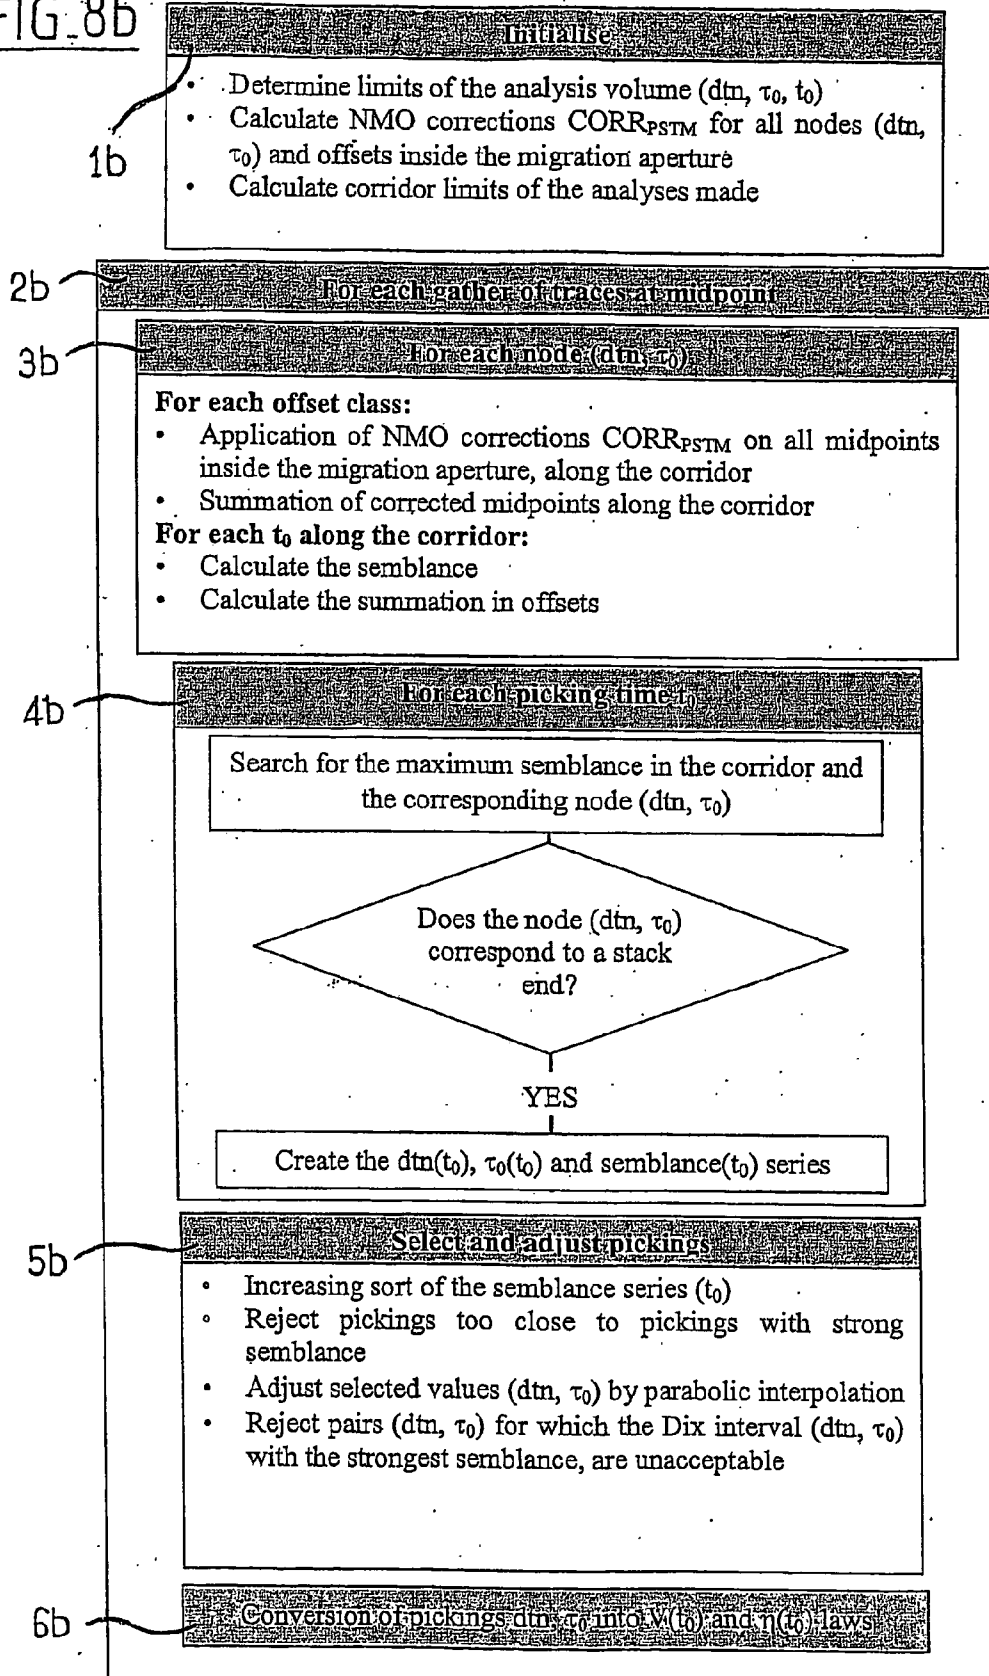 FIG_8b
Initialise
• Determine limits of the analysis volume (dtn, τ₀, t₀)
• Calculate NMO corrections CORR_PSTM for all nodes (dtn,
τ₀) and offsets inside the migration aperture
• Calculate corridor limits of the analyses made
1b
2b
For each gather of traces at midpoint
3b
For each node (dtn, τ₀)
For each offset class:
• Application of NMO corrections CORR_PSTM on all midpoints
inside the migration aperture, along the corridor
• Summation of corrected midpoints along the corridor
For each t₀ along the corridor:
• Calculate the semblance
• Calculate the summation in offsets
4b
For each picking time t₀
Search for the maximum semblance in the corridor and
the corresponding node (dtn, τ₀)
Does the node (dtn, τ₀)
correspond to a stack
end?
YES
Create the dtn(t₀), τ₀(t₀) and semblance(t₀) series
5b
Select and adjust pickings
° Increasing sort of the semblance series (t₀)
° Reject pickings too close to pickings with strong
semblance
• Adjust selected values (dtn, τ₀) by parabolic interpolation
• Reject pairs (dtn, τ₀) for which the Dix interval (dtn, τ₀)
with the strongest semblance, are unacceptable
6b
Conversion of pickings dtn, τ₀ into V(t₀) and η(t₀) laws